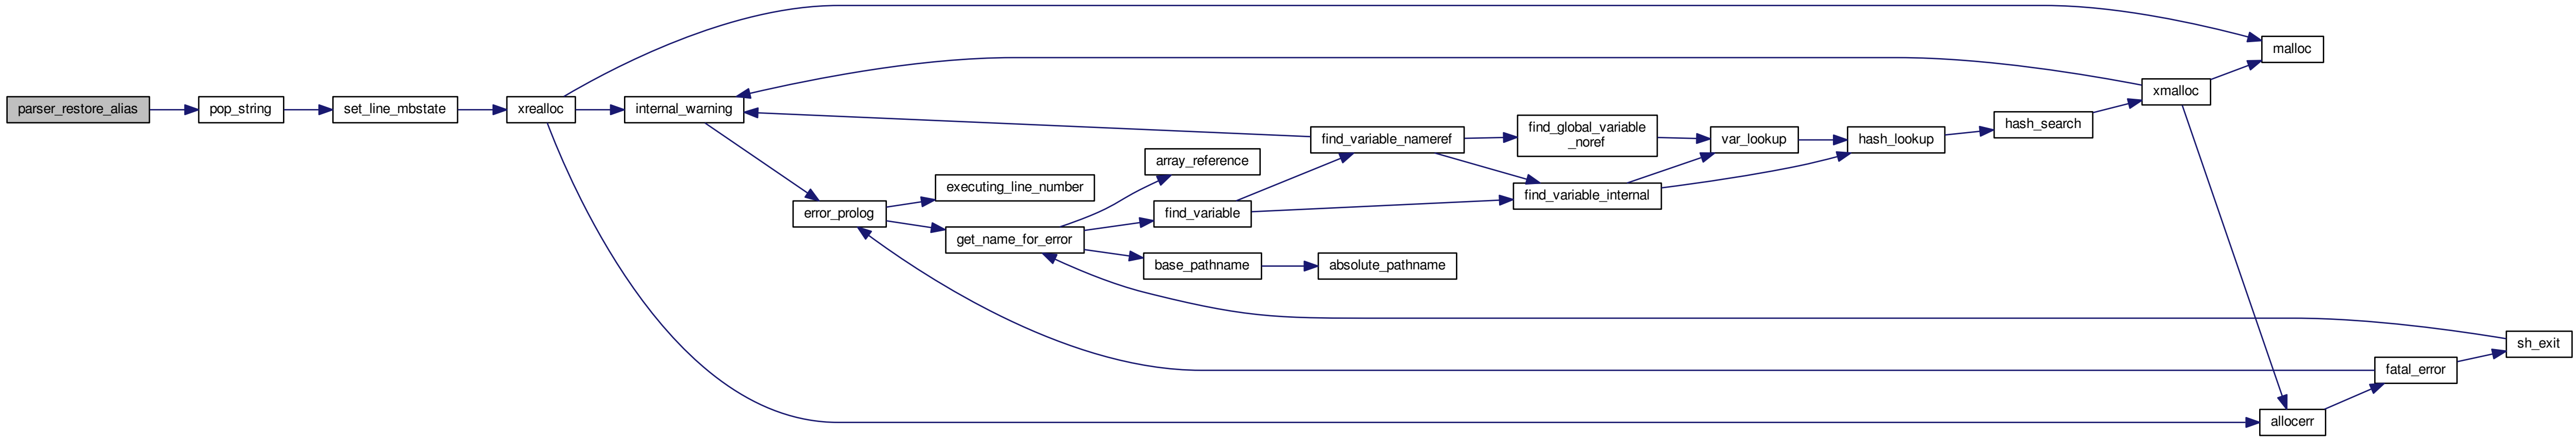 parser_restore_alias
pop_string
set_line_mbstate
xrealloc
internal_warning
error_prolog
executing_line_number
get_name_for_error
array_reference
find_variable
base_pathname
absolute_pathname
find_variable_nameref
find_global_variable
_noref
find_variable_internal
var_lookup
hash_lookup
hash_search
xmalloc
malloc
allocerr
fatal_error
sh_exit